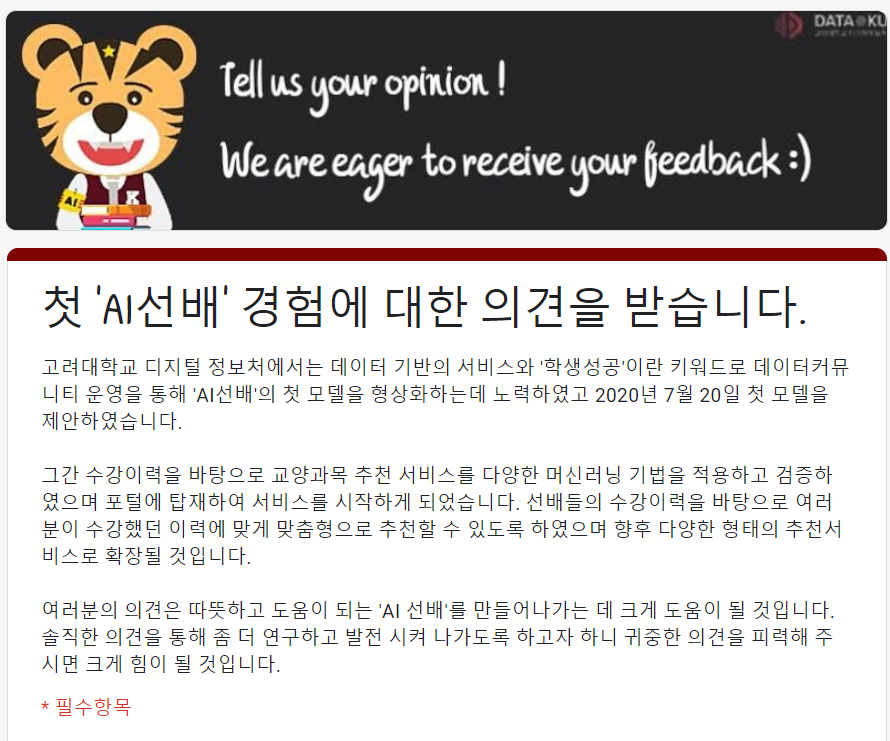 DATA KU
Tell us your opinion !
We are eager to receive your feedback :)
AI
K
첫 'AI선배' 경험에 대한 의견을 받습니다.
고려대학교 디지털 정보처에서는 데이터 기반의 서비스와 '학생성공'이란 키워드로 데이터커뮤
니티 운영을 통해 'AI선배'의 첫 모델을 형상화하는데 노력하였고 2020년 7월 20일 첫 모델을
제안하였습니다.
그간 수강이력을 바탕으로 교양과목 추천 서비스를 다양한 머신러닝 기법을 적용하고 검증하
였으며 포털에 탑재하여 서비스를 시작하게 되었습니다. 선배들의 수강이력을 바탕으로 여러
분이 수강했던 이력에 맞게 맞춤형으로 추천할 수 있도록 하였으며 향후 다양한 형태의 추천서
비스로 확장될 것입니다.
여러분의 의견은 따뜻하고 도움이 되는 'AI 선배'를 만들어나가는 데 크게 도움이 될 것입니다.
솔직한 의견을 통해 좀 더 연구하고 발전 시켜 나가도록 하고자 하니 귀중한 의견을 피력해 주
시면 크게 힘이 될 것입니다.
* 필수항목